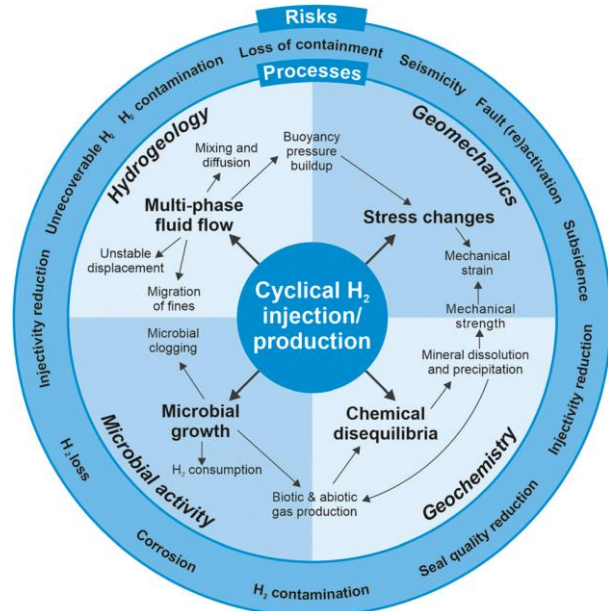 Risks
Loss of containment
Seismicity
Fault (re)activation
Subsidence
Injectivity reduction
Seal quality reduction
H₂ contamination
Corrosion
H₂ loss
Injectivity reduction
Unrecoverable H₂
H₂ contamination
Processes
Hydrogeology
Mixing and diffusion
Buoyancy
pressure
buildup
Multi-phase
fluid flow
Unstable
displacement
Migration
of fines
Geomechanics
Stress changes
Mechanical
strain
Mechanical
strength
Cyclical H₂
injection/
production
Microbial
clogging
Microbial
growth
H₂ consumption
Microbial activity
Mineral dissolution
and precipitation
Chemical
disequilibria
Biotic & abiotic
gas production
Geochemistry